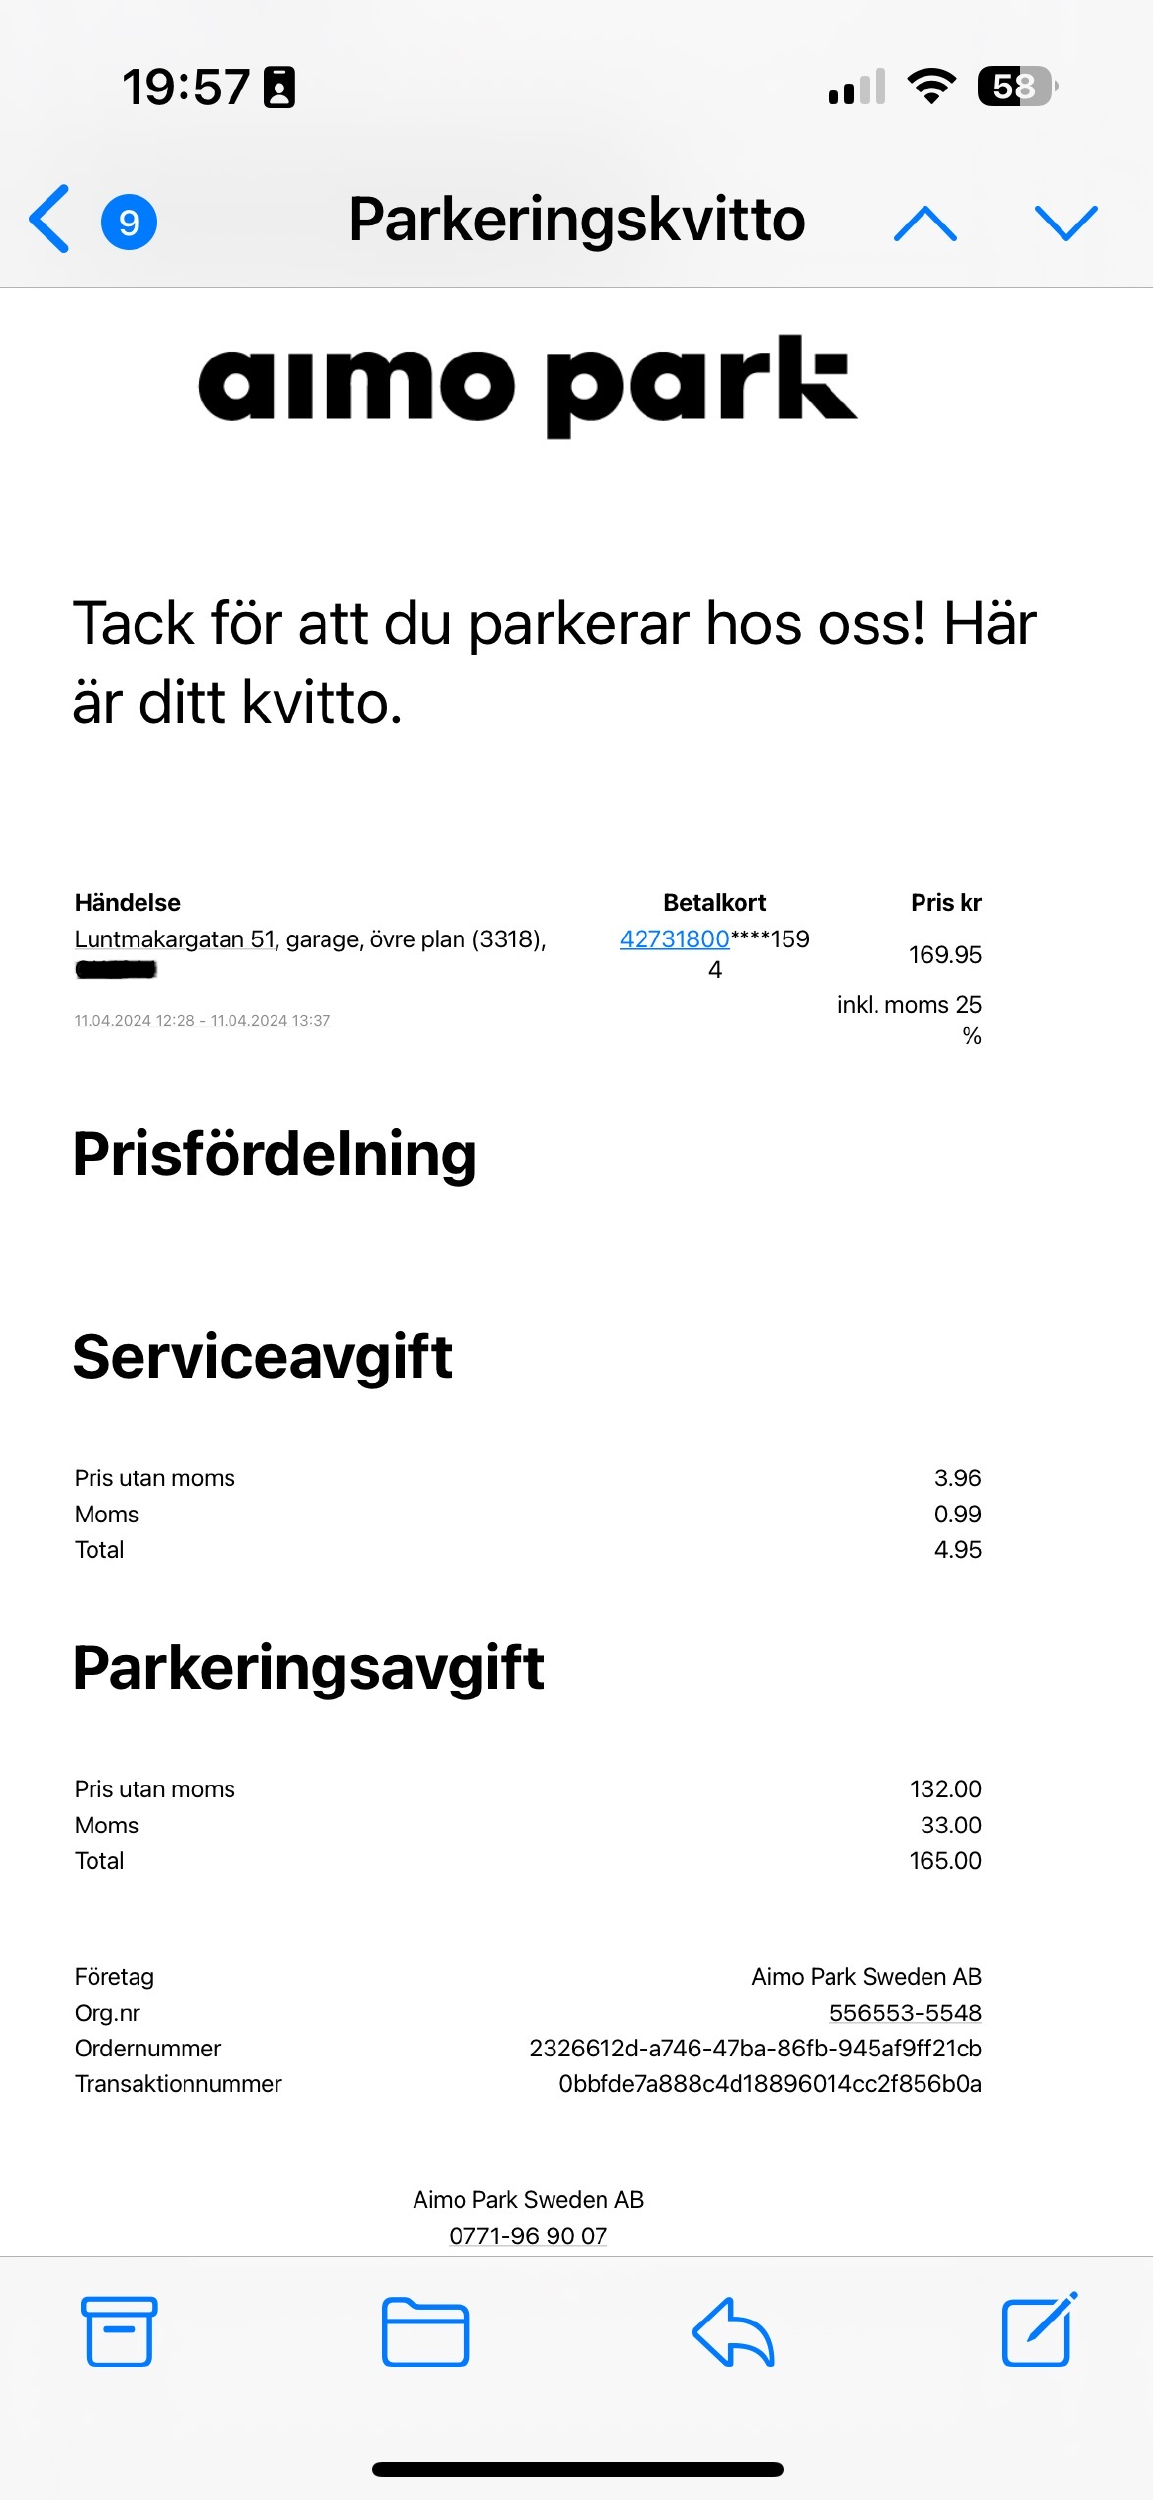 19:57
58
9
Parkeringskvitto
aimo park
Tack för att du parkerar hos oss! Här
är ditt kvitto.
Händelse Betalkort Pris kr
Luntmakargatan 51, garage, övre plan (3318), 42731800****159
4
169.95
11.04.2024 12:28 - 11.04.2024 13:37
inkl. moms 25
%
Prisfördelning
Serviceavgift
Pris utan moms 3.96
Moms 0.99
Total 4.95
Parkeringsavgift
Pris utan moms 132.00
Moms 33.00
Total 165.00
Företag Aimo Park Sweden AB
Org.nr 556553-5548
Ordernummer 2326612d-a746-47ba-86fb-945af9ff21cb
Transaktionnummer 0bbfde7a888c4d18896014cc2f856b0a
Aimo Park Sweden AB
0771-96 90 07